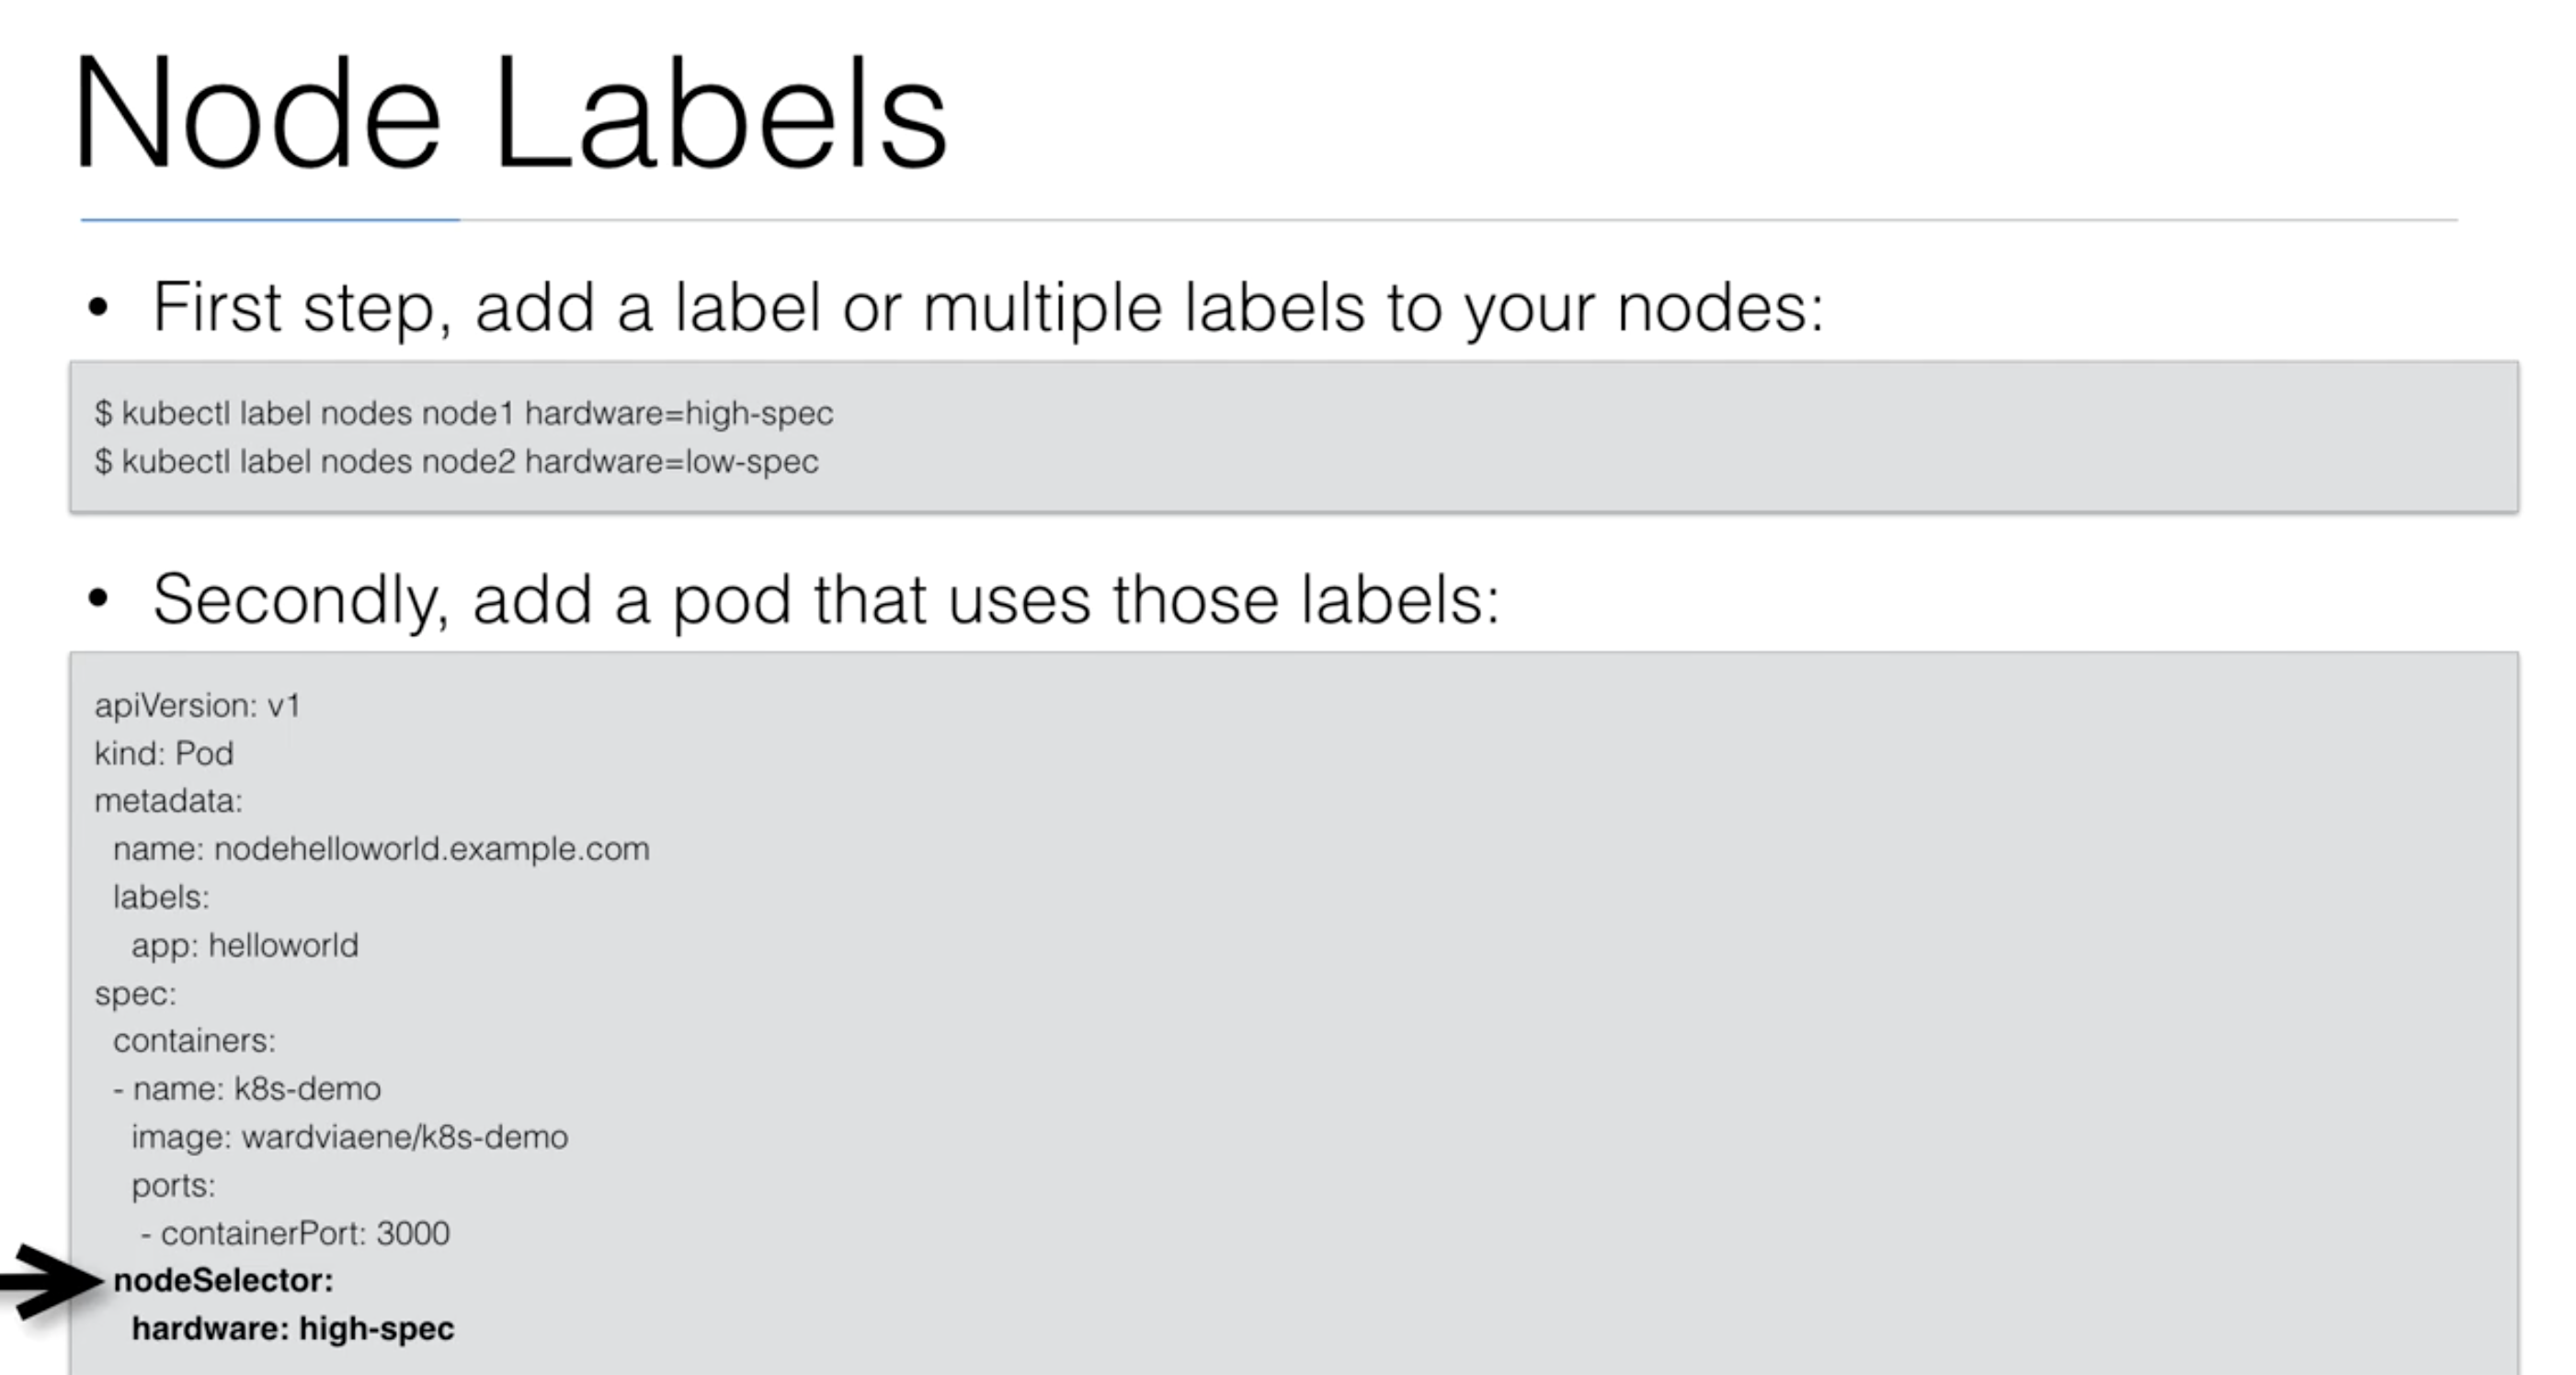 Node Labels
• First step, add a label or multiple labels to your nodes:
$ kubectl label nodes node1 hardware=high-spec
$ kubectl label nodes node2 hardware=low-spec
• Secondly, add a pod that uses those labels:
apiVersion: v1
kind: Pod
metadata:
  name: nodehelloworld.example.com
  labels:
    app: helloworld
spec:
  containers:
  - name: k8s-demo
    image: wardviaene/k8s-demo
    ports:
     - containerPort: 3000
  nodeSelector:
    hardware: high-spec